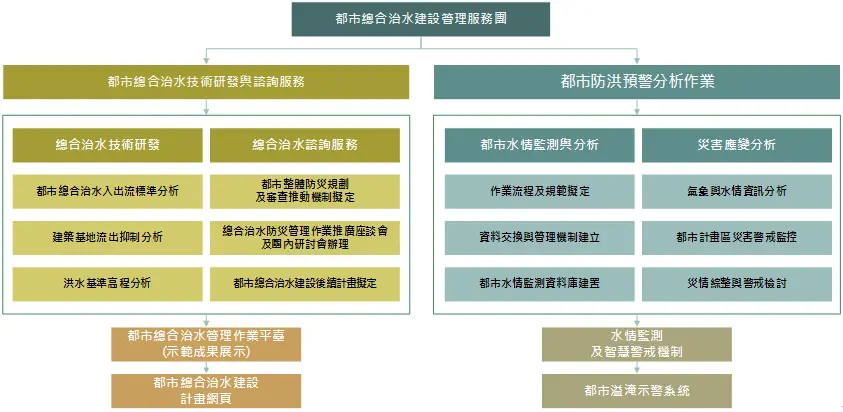 都市總合治水建設管理服務團
都市總合治水技術研發與諮詢服務
都市防洪預警分析作業
總合治水技術研發
總合治水諮詢服務
都市水情監測與分析
災害應變分析
都市總合治水入出流標準分析
都市整體防災規劃
及審查推動機制擬定
作業流程及規範擬定
氣象與水情資訊分析
建築基地流出抑制分析
總合治水防災管理作業推廣座談會
及團內研討會辦理
資料交換與管理機制建立
都市計畫區災害警戒監控
洪水基準高程分析
都市總合治水建設後續計畫擬定
都市水情監測資料庫建置
災情綜整與警戒檢討
都市總合治水管理作業平臺
(示範成果展示)
水情監測
及智慧警戒機制
都市總合治水建設
計畫網頁
都市溢淹示警系統